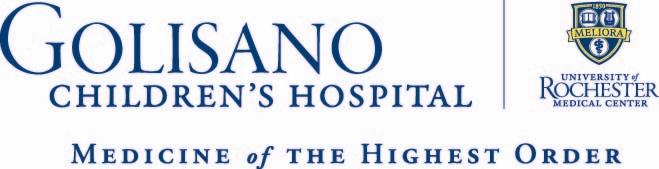 GOLISANO
CHILDREN'S HOSPITAL
1850
MELIORA
UNIVERSITY of
ROCHESTER
MEDICAL CENTER
MEDICINE of THE HIGHEST ORDER